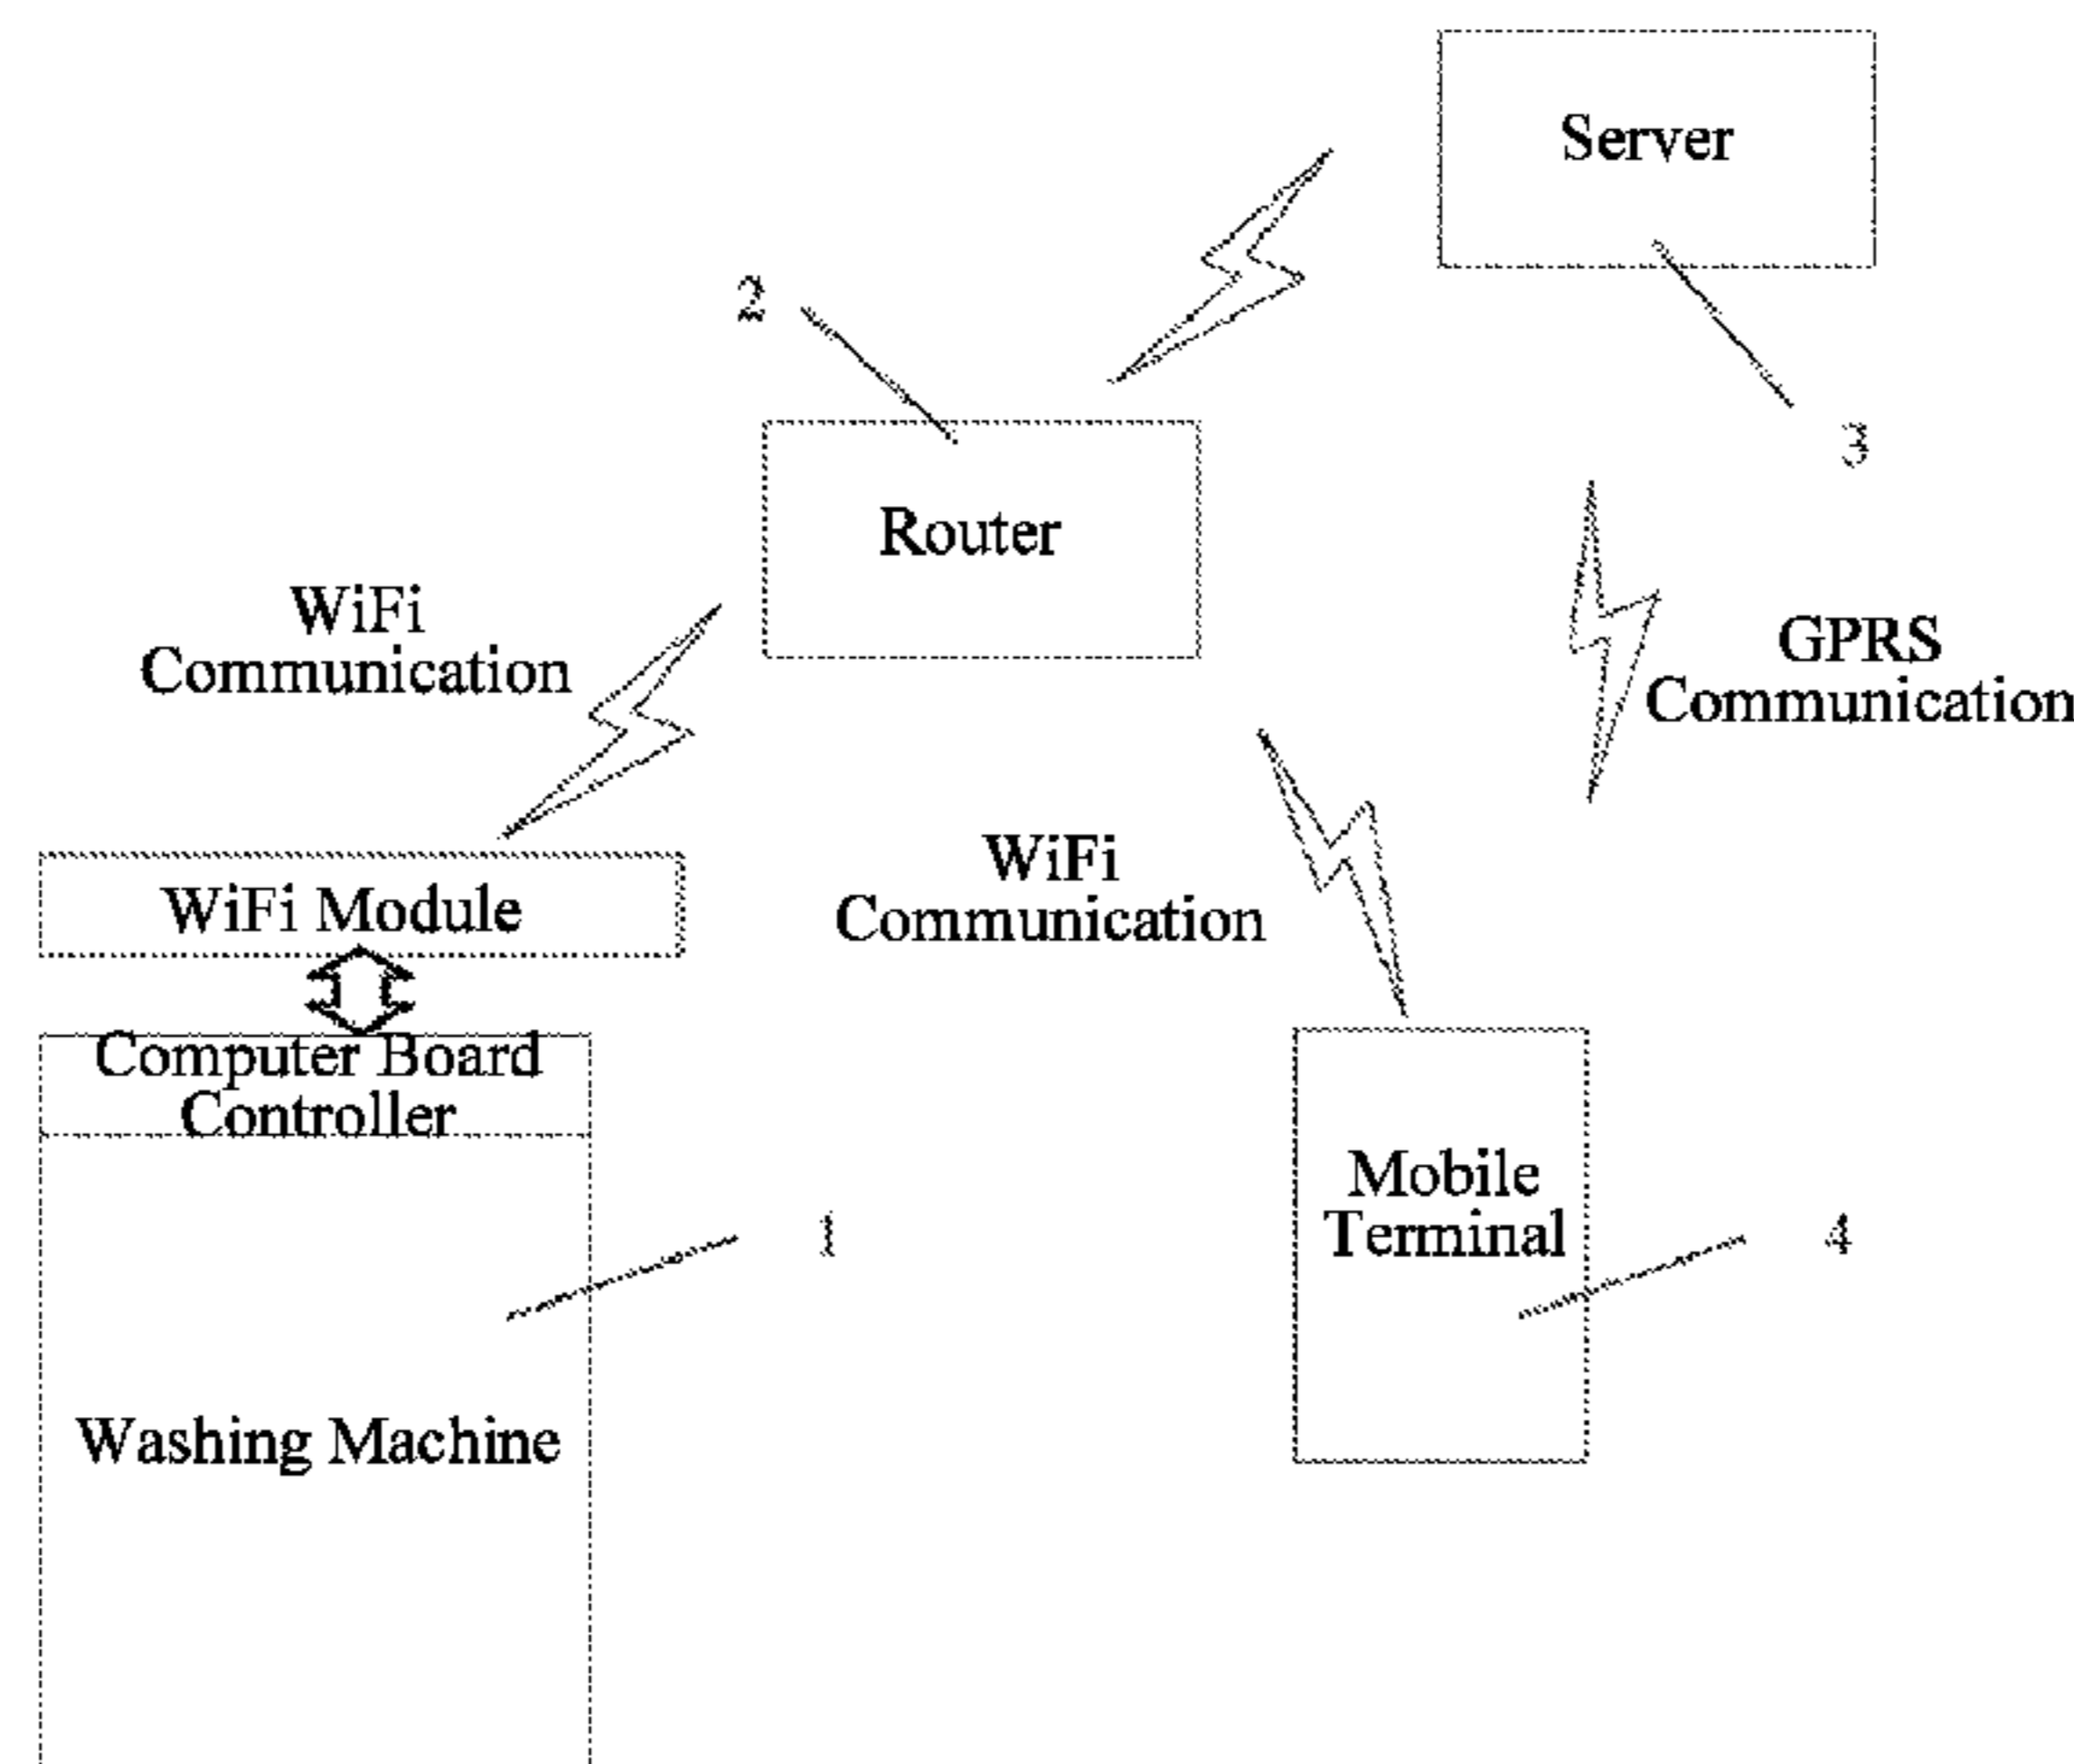 Server
2
3
Router
WiFi
Communication
GPRS
Communication
WiFi
Communication
WiFi Module
Computer Board
Controller
Mobile
Terminal
1
4
Washing Machine